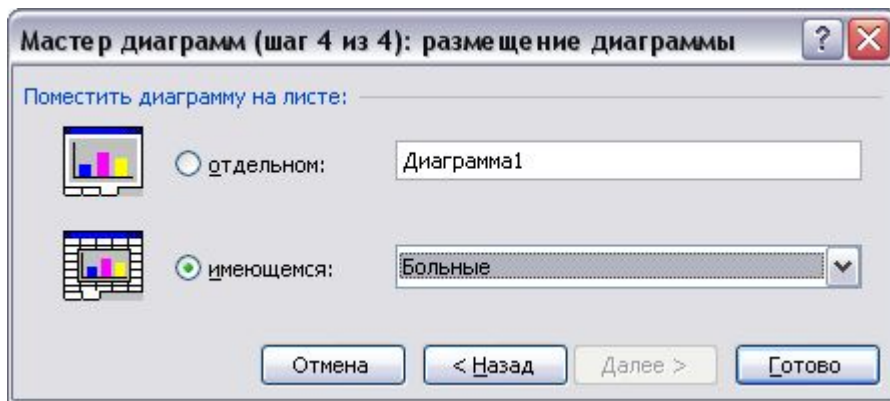 Мастер диаграмм (шаг 4 из 4): размещение диаграммы
?
Поместить диаграмму на листе:
отдельном: Диаграмма1
имеющемся: Больные
Отмена < Назад Далее > Готово